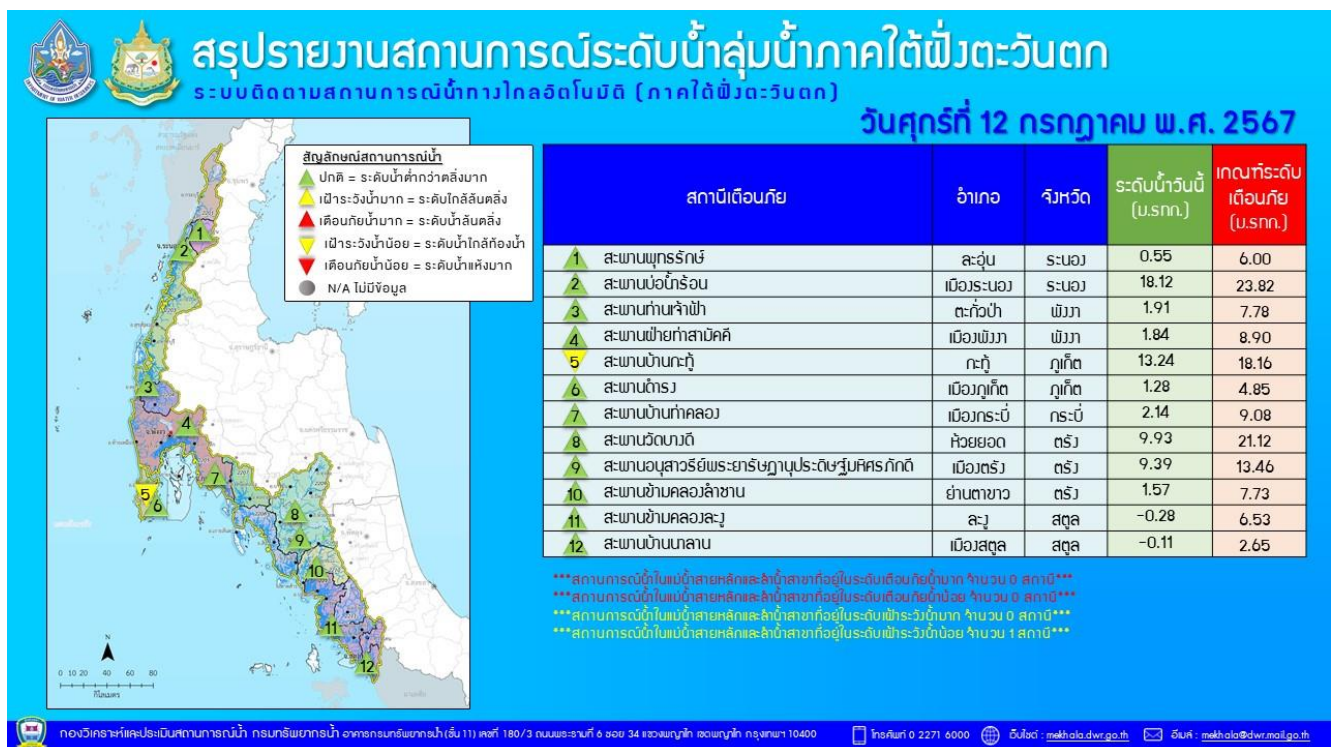 สรุปรายงานสถานการณ์ระดับน้ำลุ่มน้ำภาคใต้ฝั่งตะวันตก
ระบบติดตามสถานการณ์น้ำทางไกลอัตโนมัติ (ภาคใต้ฝั่งตะวันตก)
วันศุกร์ที่ 12 กรกฎาคม พ.ศ. 2567
สัญลักษณ์สถานการณ์น้ำ
ปกติ = ระดับน้ำต่ำกว่าตลิ่งมาก
เฝ้าระวังน้ำมาก = ระดับใกล้ล้นตลิ่ง
เตือนภัยน้ำมาก = ระดับน้ำล้นตลิ่ง
เฝ้าระวังน้ำน้อย = ระดับน้ำใกล้ท้องน้ำ
เตือนภัยน้ำน้อย = ระดับน้ำแห้งมาก
N/A ไม่มีข้อมูล
1
2
3
4
5
6
7
8
9
10
11
12
N
0 10 20 40 60 80
กิโลเมตร
สถานีเตือนภัย อำเภอ จังหวัด ระดับน้ำวันนี้ (ม.รทก.) เกณฑ์ระดับเตือนภัย (ม.รทก.)
1 สะพานพุทธรักษ์ ละอุ่น ระนอง 0.55 6.00
2 สะพานบ่อน้ำร้อน เมืองระนอง ระนอง 18.12 23.82
3 สะพานท่านเจ้าฟ้า ตะกั่วป่า พังงา 1.91 7.78
4 สะพานฝ่ายท่าสามัคคี เมืองพังงา พังงา 1.84 8.90
5 สะพานบ้านกะทู้ กะทู้ ภูเก็ต 13.24 18.16
6 สะพานดำรง เมืองภูเก็ต ภูเก็ต 1.28 4.85
7 สะพานบ้านท่าคลอง เมืองกระบี่ กระบี่ 2.14 9.08
8 สะพานวัดบางดี ห้วยยอด ตรัง 9.93 21.12
9 สะพานอนุสาวรีย์พระยารัษฎานุประดิษฐ์มหิศรภักดี เมืองตรัง ตรัง 9.39 13.46
10 สะพานข้ามคลองลำชาน ย่านตาขาว ตรัง 1.57 7.73
11 สะพานข้ามคลองละงู ละงู สตูล -0.28 6.53
12 สะพานบ้านนาลาน เมืองสตูล สตูล -0.11 2.65
***สถานการณ์น้ำในแม่น้ำสายหลักและลำน้ำสาขาที่อยู่ในระดับเตือนภัยน้ำมาก จำนวน 0 สถานี***
***สถานการณ์น้ำในแม่น้ำสายหลักและลำน้ำสาขาที่อยู่ในระดับเตือนภัยน้ำน้อย จำนวน 0 สถานี***
***สถานการณ์น้ำในแม่น้ำสายหลักและลำน้ำสาขาที่อยู่ในระดับเฝ้าระวังน้ำมาก จำนวน 0 สถานี***
***สถานการณ์น้ำในแม่น้ำสายหลักและลำน้ำสาขาที่อยู่ในระดับเฝ้าระวังน้ำน้อย จำนวน 1 สถานี***
กองวิเคราะห์และประเมินสถานการณ์น้ำ กรมทรัพยากรน้ำ อาคารกรมทรัพยากรน้ำ (ชั้น 11) เลขที่ 180/3 ถนนพระรามที่ 6 ซอย 34 แขวงพญาไท เขตพญาไท กรุงเทพฯ 10400 โทรศัพท์ 0 2271 6000 เว็บไซต์ : mekhala.dwr.go.th อีเมล์ : mekhala@dwr.mail.go.th